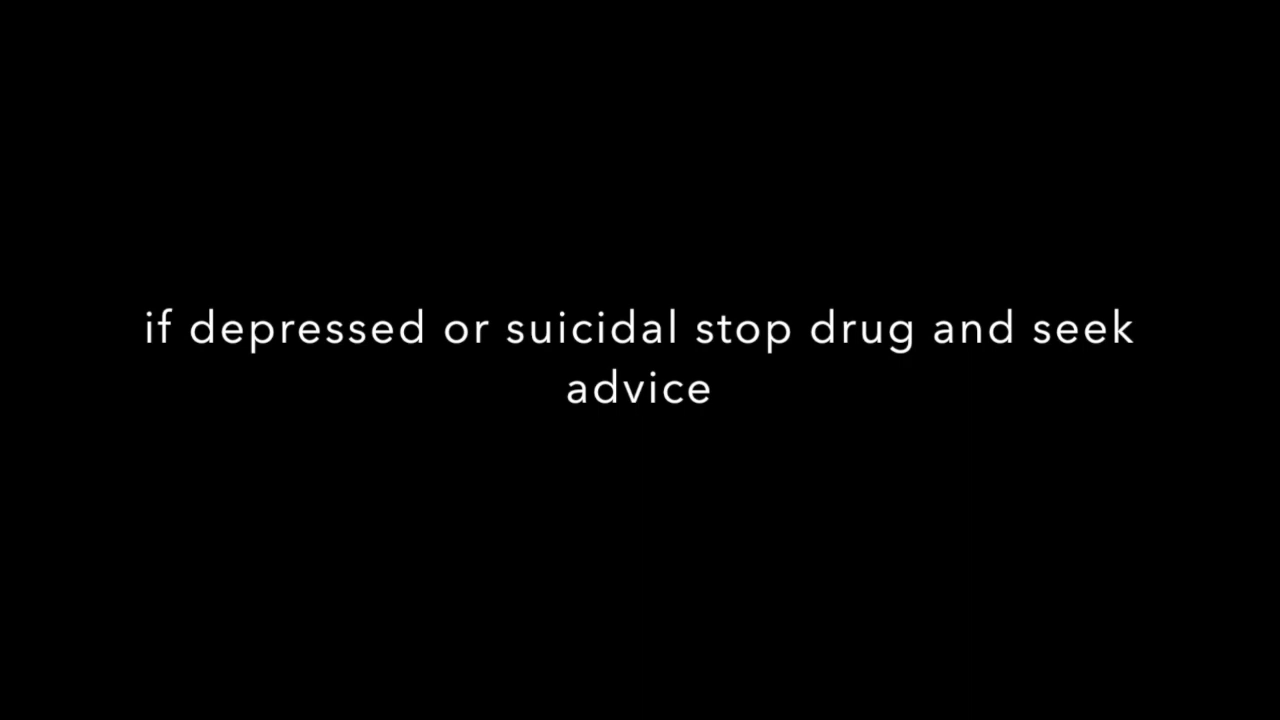 if depressed or suicidal stop drug and seek
advice